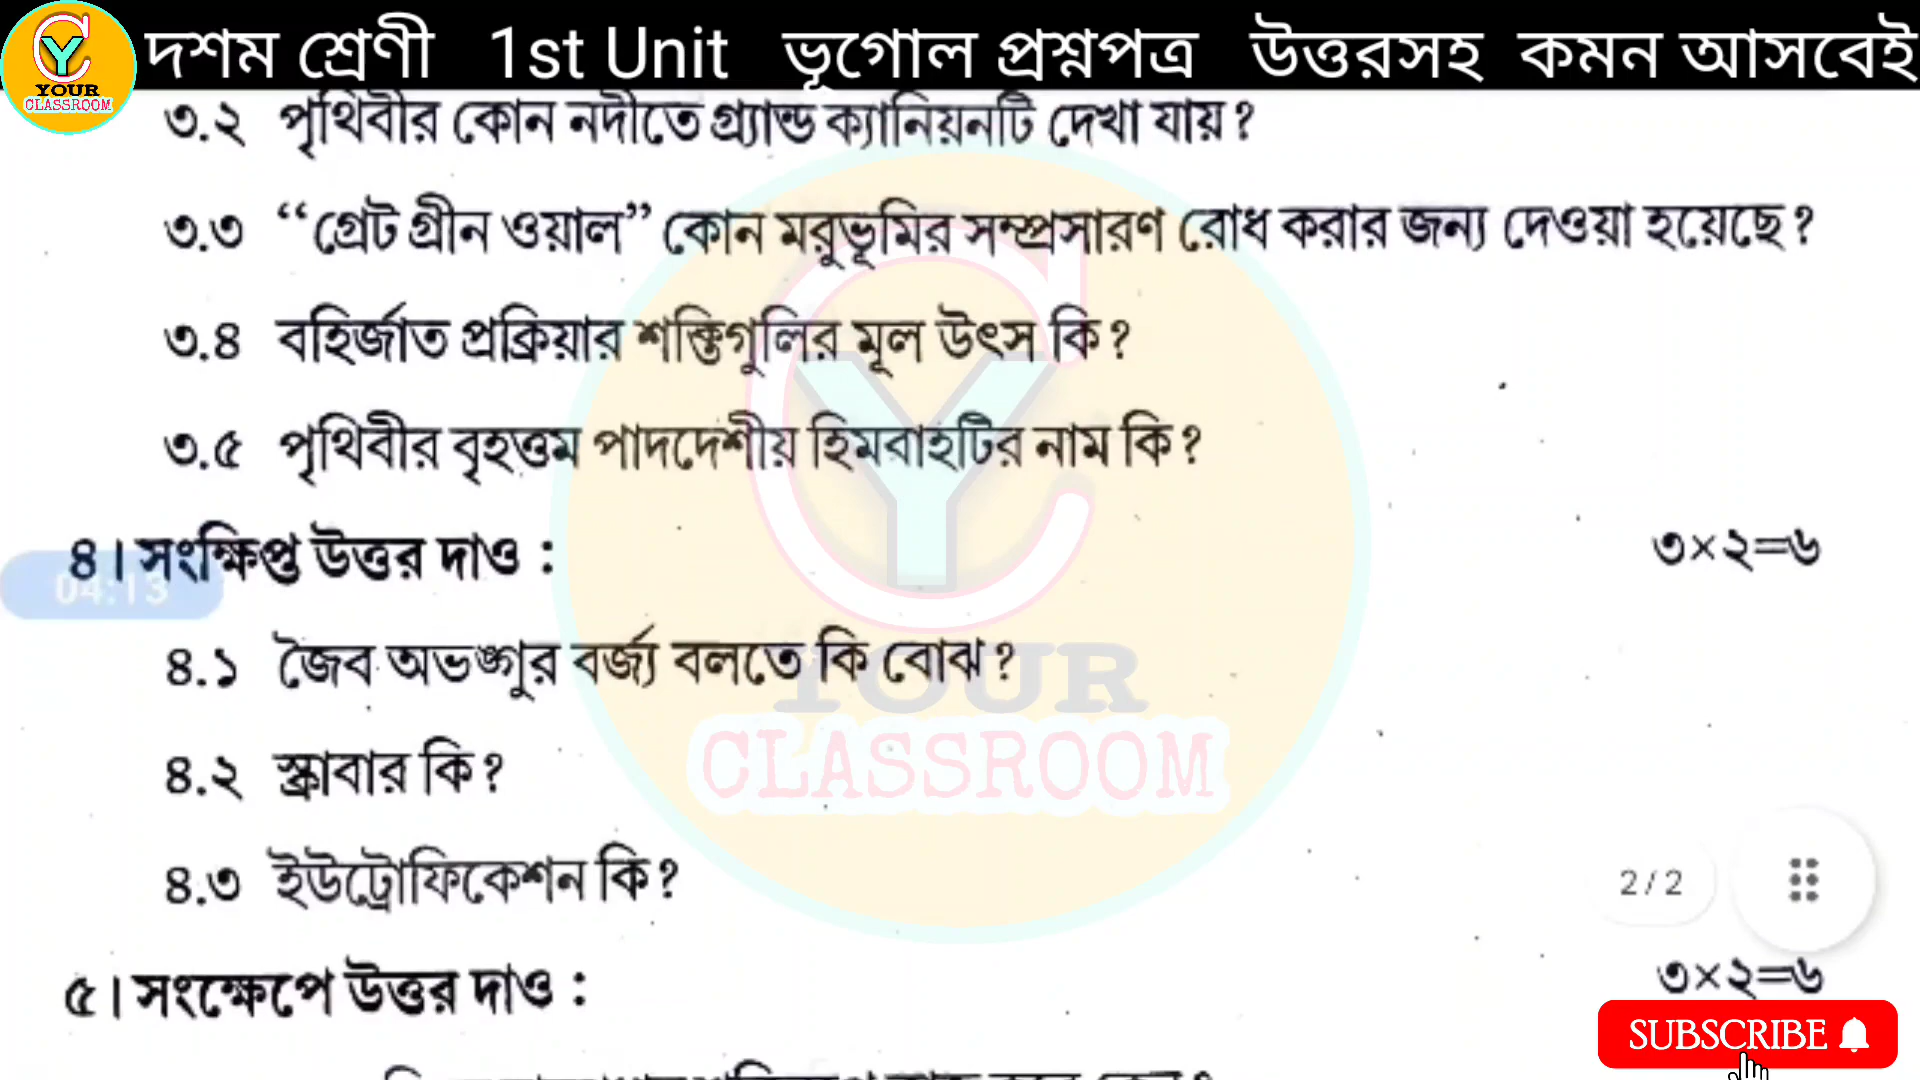 দশম শ্রেণী 1st Unit ভূগোল প্রশ্নপত্র উত্তরসহ কমন আসবেই
YOUR
CLASSROOM
৩.২ পৃথিবীর কোন নদীতে গ্র্যান্ড ক্যানিয়নটি দেখা যায় ?
৩.৩ “গ্রেট গ্রীন ওয়াল” কোন মরুভূমির সম্প্রসারণ রোধ করার জন্য দেওয়া হয়েছে ?
৩.৪ বহির্জাত প্রক্রিয়ার শক্তিগুলির মূল উৎস কি ?
৩.৫ পৃথিবীর বৃহত্তম পাদদেশীয় হিমবাহটির নাম কি ?
৪। সংক্ষিপ্ত উত্তর দাও : ৩×২=৬
04:13
৪.১ জৈব অভঙ্গুর বর্জ্য বলতে কি বোঝ ?
YOUR
CLASSROOM
৪.২ স্ক্রাবার কি ?
৪.৩ ইউট্রোফিকেশন কি ?
2/2
৫। সংক্ষেপে উত্তর দাও : ৩×২=৬
SUBSCRIBE